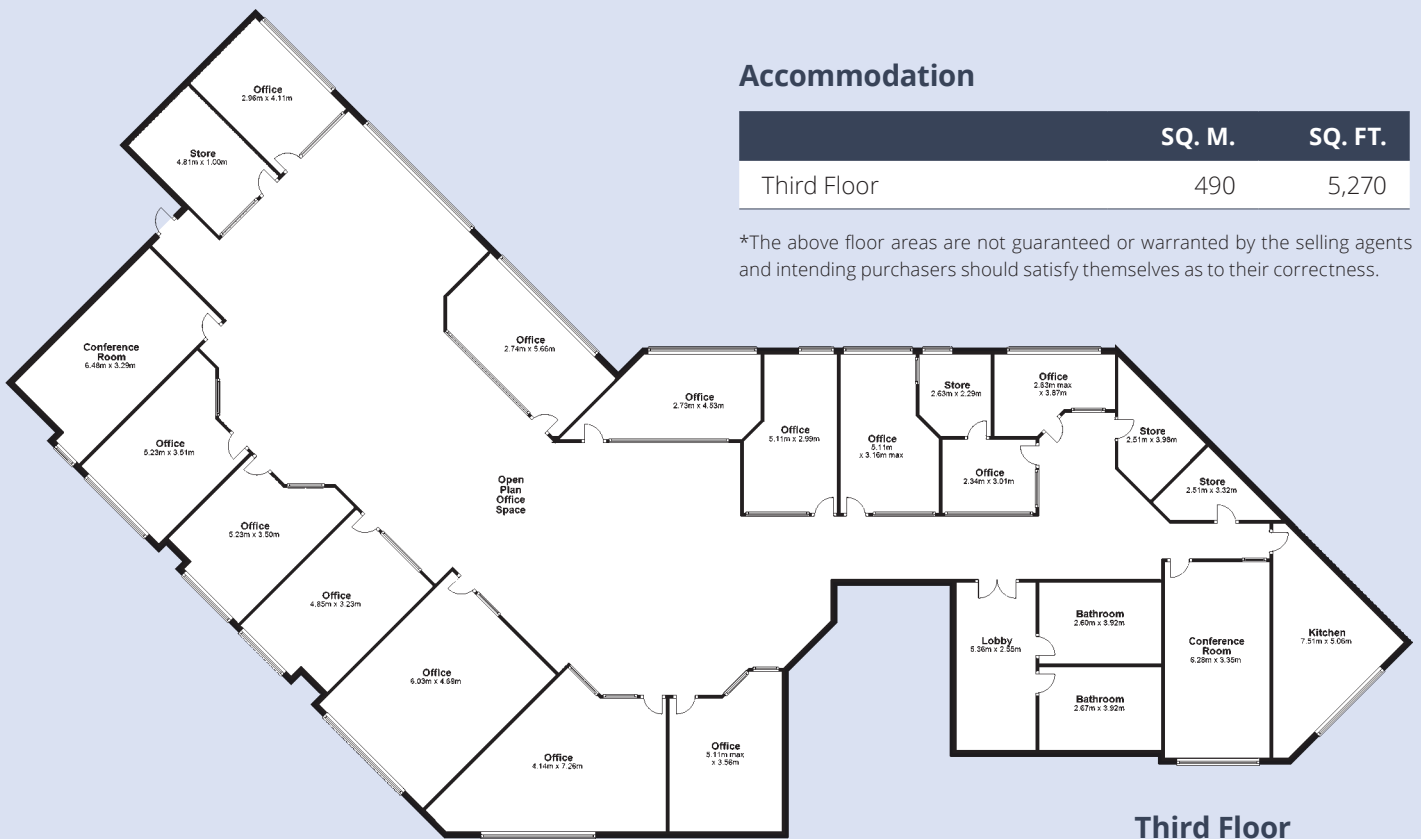 Accommodation
SQ. M. SQ. FT.
Third Floor 490 5,270
*The above floor areas are not guaranteed or warranted by the selling agents
and intending purchasers should satisfy themselves as to their correctness.
Office
2.96m x 4.11m
Store
4.81m x 1.00m
Conference
Room
6.48m x 3.29m
Office
2.74m x 5.66m
Office
5.23m x 3.51m
Office
5.23m x 3.50m
Office
4.85m x 3.23m
Office
6.03m x 4.68m
Office
4.14m x 7.26m
Office
5.11m max
x 3.56m
Open
Plan
Office
Space
Office
2.73m x 4.53m
Office
5.11m x 2.99m
Office
5.11m
x 3.16m max
Store
2.63m x 2.29m
Office
2.63m max
x 3.87m
Office
2.34m x 3.01m
Store
2.51m x 3.98m
Store
2.51m x 3.32m
Lobby
5.36m x 2.55m
Bathroom
2.60m x 3.92m
Bathroom
2.67m x 3.92m
Conference
Room
6.28m x 3.35m
Kitchen
7.51m x 5.06m
Third Floor